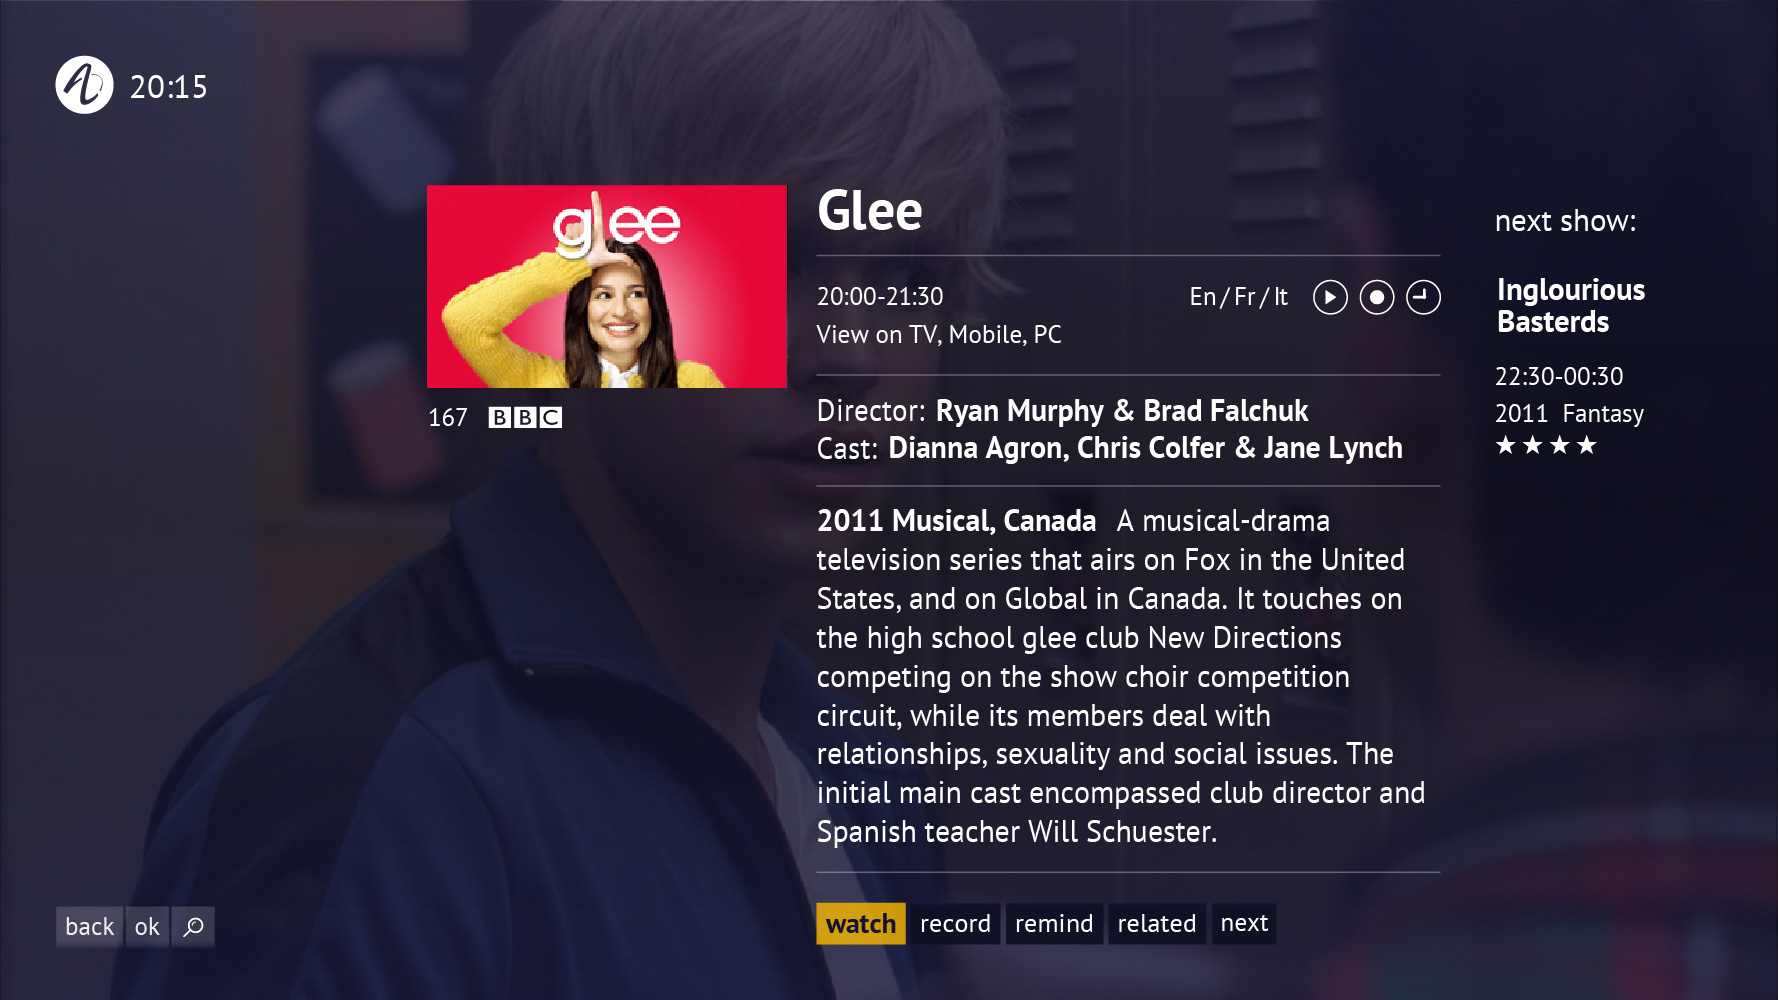 20:15
glee
167 BBC
Glee
20:00-21:30 En / Fr / It
View on TV, Mobile, PC
Director: Ryan Murphy & Brad Falchuk
Cast: Dianna Agron, Chris Colfer & Jane Lynch
2011 Musical, Canada A musical-drama
television series that airs on Fox in the United
States, and on Global in Canada. It touches on
the high school glee club New Directions
competing on the show choir competition
circuit, while its members deal with
relationships, sexuality and social issues. The
initial main cast encompassed club director and
Spanish teacher Will Schuester.
next show:
Inglourious
Basterds
22:30-00:30
2011 Fantasy
★★★★
back ok
watch record remind related next